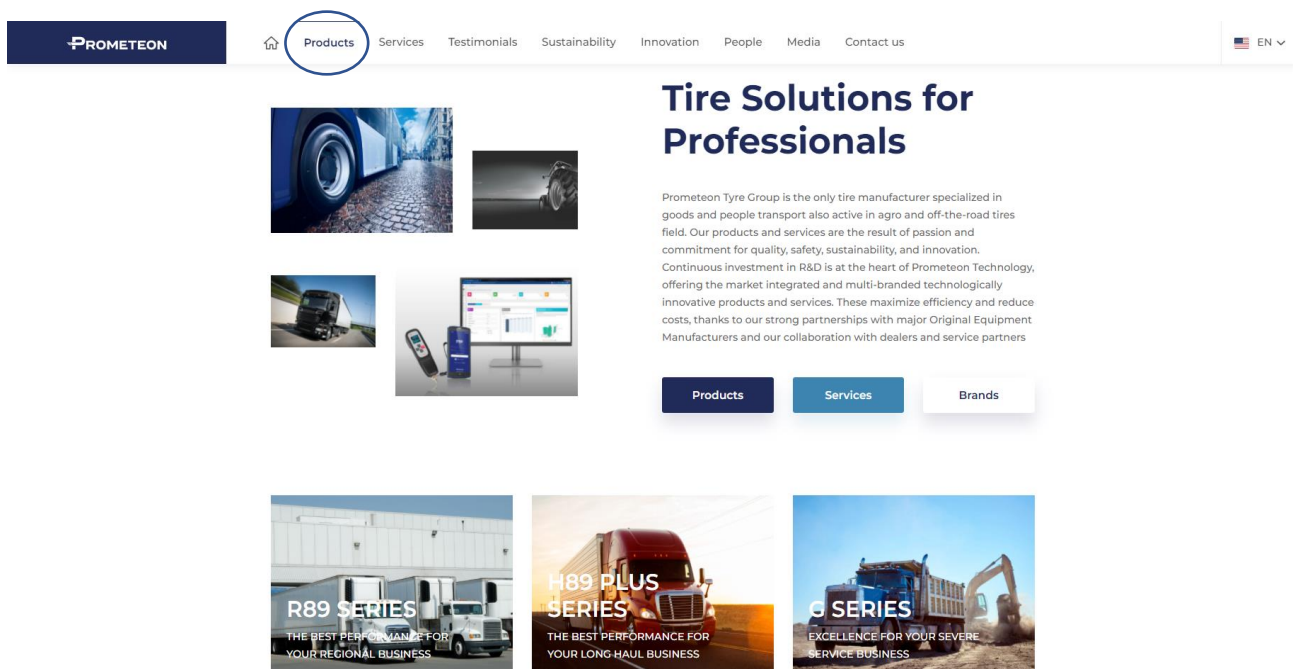 PROMETEON
Products
Services
Testimonials
Sustainability
Innovation
People
Media
Contact us
EN
Tire Solutions for
Professionals
Prometeon Tyre Group is the only tire manufacturer specialized in
goods and people transport also active in agro and off-the-road tires
field. Our products and services are the result of passion and
commitment for quality, safety, sustainability, and innovation.
Continuous investment in R&D is at the heart of Prometeon Technology,
offering the market integrated and multi-branded technologically
innovative products and services. These maximize efficiency and reduce
costs, thanks to our strong partnerships with major Original Equipment
Manufacturers and our collaboration with dealers and service partners
Products
Services
Brands
R89 SERIES
THE BEST PERFORMANCE FOR
YOUR REGIONAL BUSINESS
H89 PLUS
SERIES
THE BEST PERFORMANCE FOR
YOUR LONG HAUL BUSINESS
G SERIES
EXCELLENCE FOR YOUR SEVERE
SERVICE BUSINESS